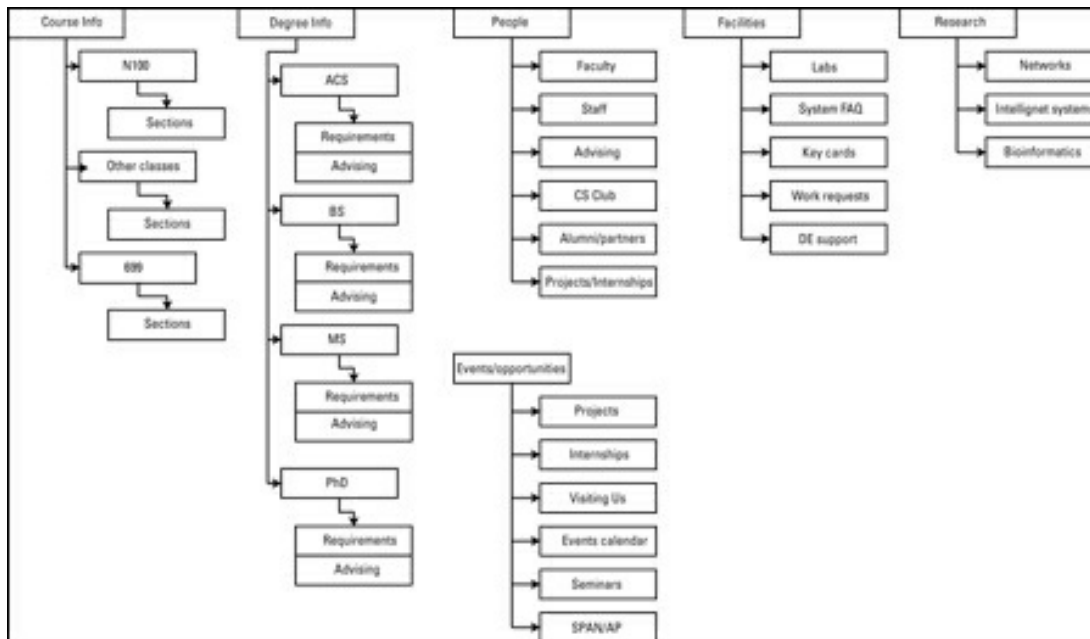 Course Info
N100
Sections
Other classes
Sections
699
Sections
Degree Info
ACS
Requirements
Advising
BS
Requirements
Advising
MS
Requirements
Advising
PhD
Requirements
Advising
People
Faculty
Staff
Advising
CS Club
Alumni/partners
Projects/Internships
Events/opportunities
Projects
Internships
Visiting Us
Events calendar
Seminars
SPAN/AP
Facilities
Labs
System FAQ
Key cards
Work requests
DE support
Research
Networks
Intellignet systems
Bioinformatics